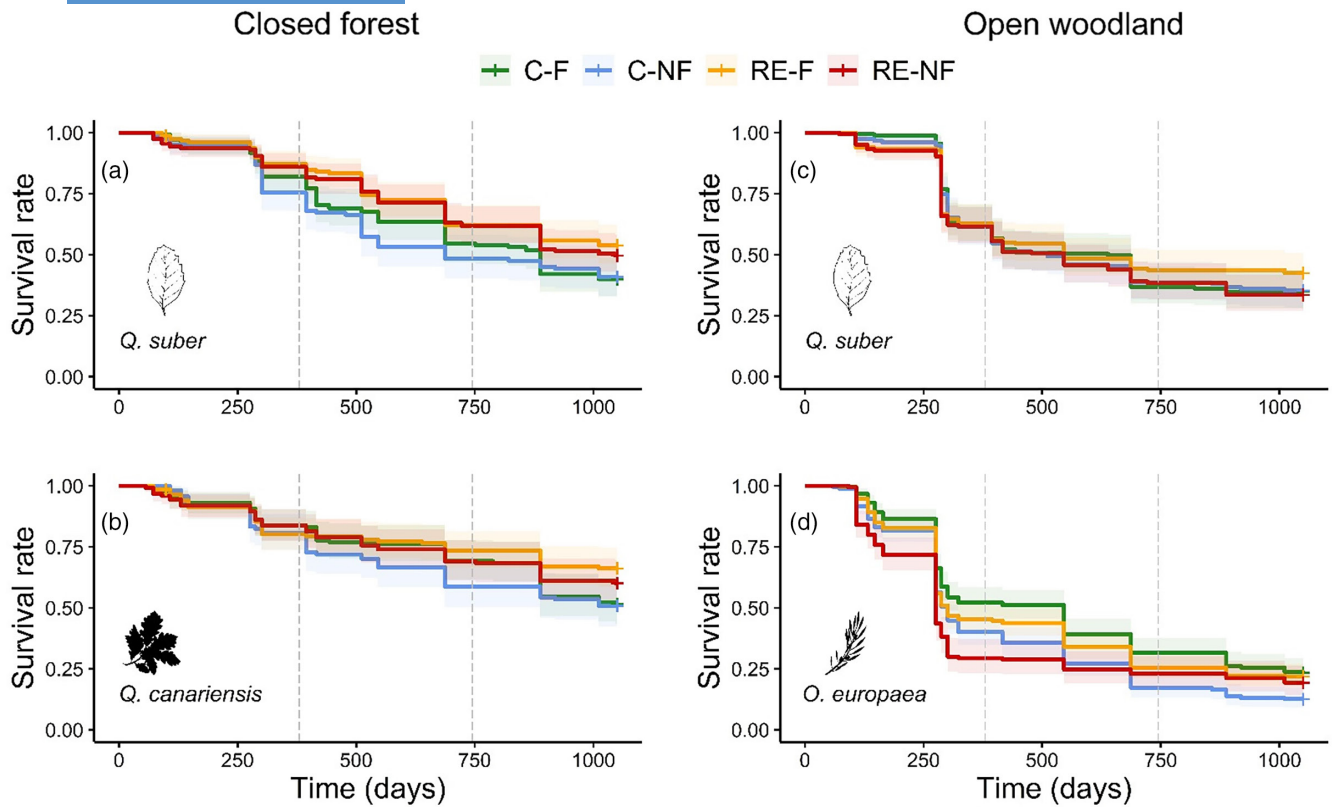 Closed forest
Open woodland
C-F C-NF RE-F RE-NF
Survival rate
1.00
0.75
0.50
0.25
0.00
(a)
Q. suber
0 250 500 750 1000
Survival rate
1.00
0.75
0.50
0.25
0.00
(c)
Q. suber
0 250 500 750 1000
Survival rate
1.00
0.75
0.50
0.25
0.00
(b)
Q. canariensis
0 250 500 750 1000
Time (days)
Survival rate
1.00
0.75
0.50
0.25
0.00
(d)
O. europaea
0 250 500 750 1000
Time (days)